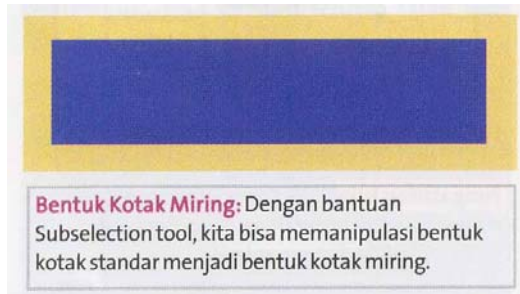 Bentuk Kotak Miring: Dengan bantuan
Subselection tool, kita bisa memanipulasi bentuk
kotak standar menjadi bentuk kotak miring.